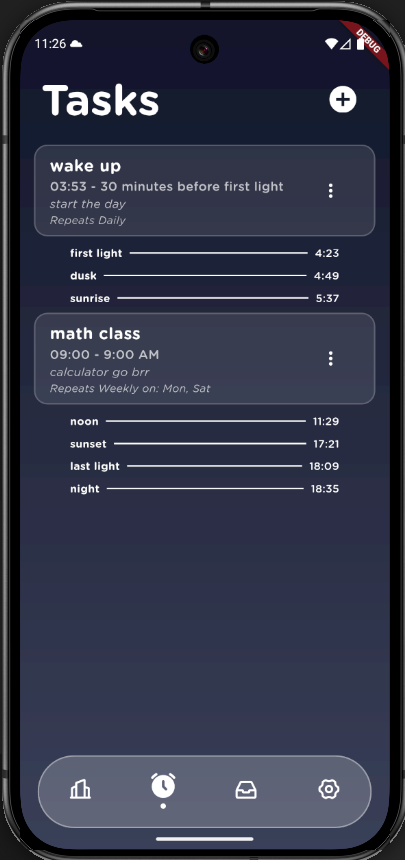 11:26
DEBUG
Tasks
wake up
03:53 - 30 minutes before first light
start the day
Repeats Daily
first light 4:23
dusk 4:49
sunrise 5:37
math class
09:00 - 9:00 AM
calculator go brr
Repeats Weekly on: Mon, Sat
noon 11:29
sunset 17:21
last light 18:09
night 18:35